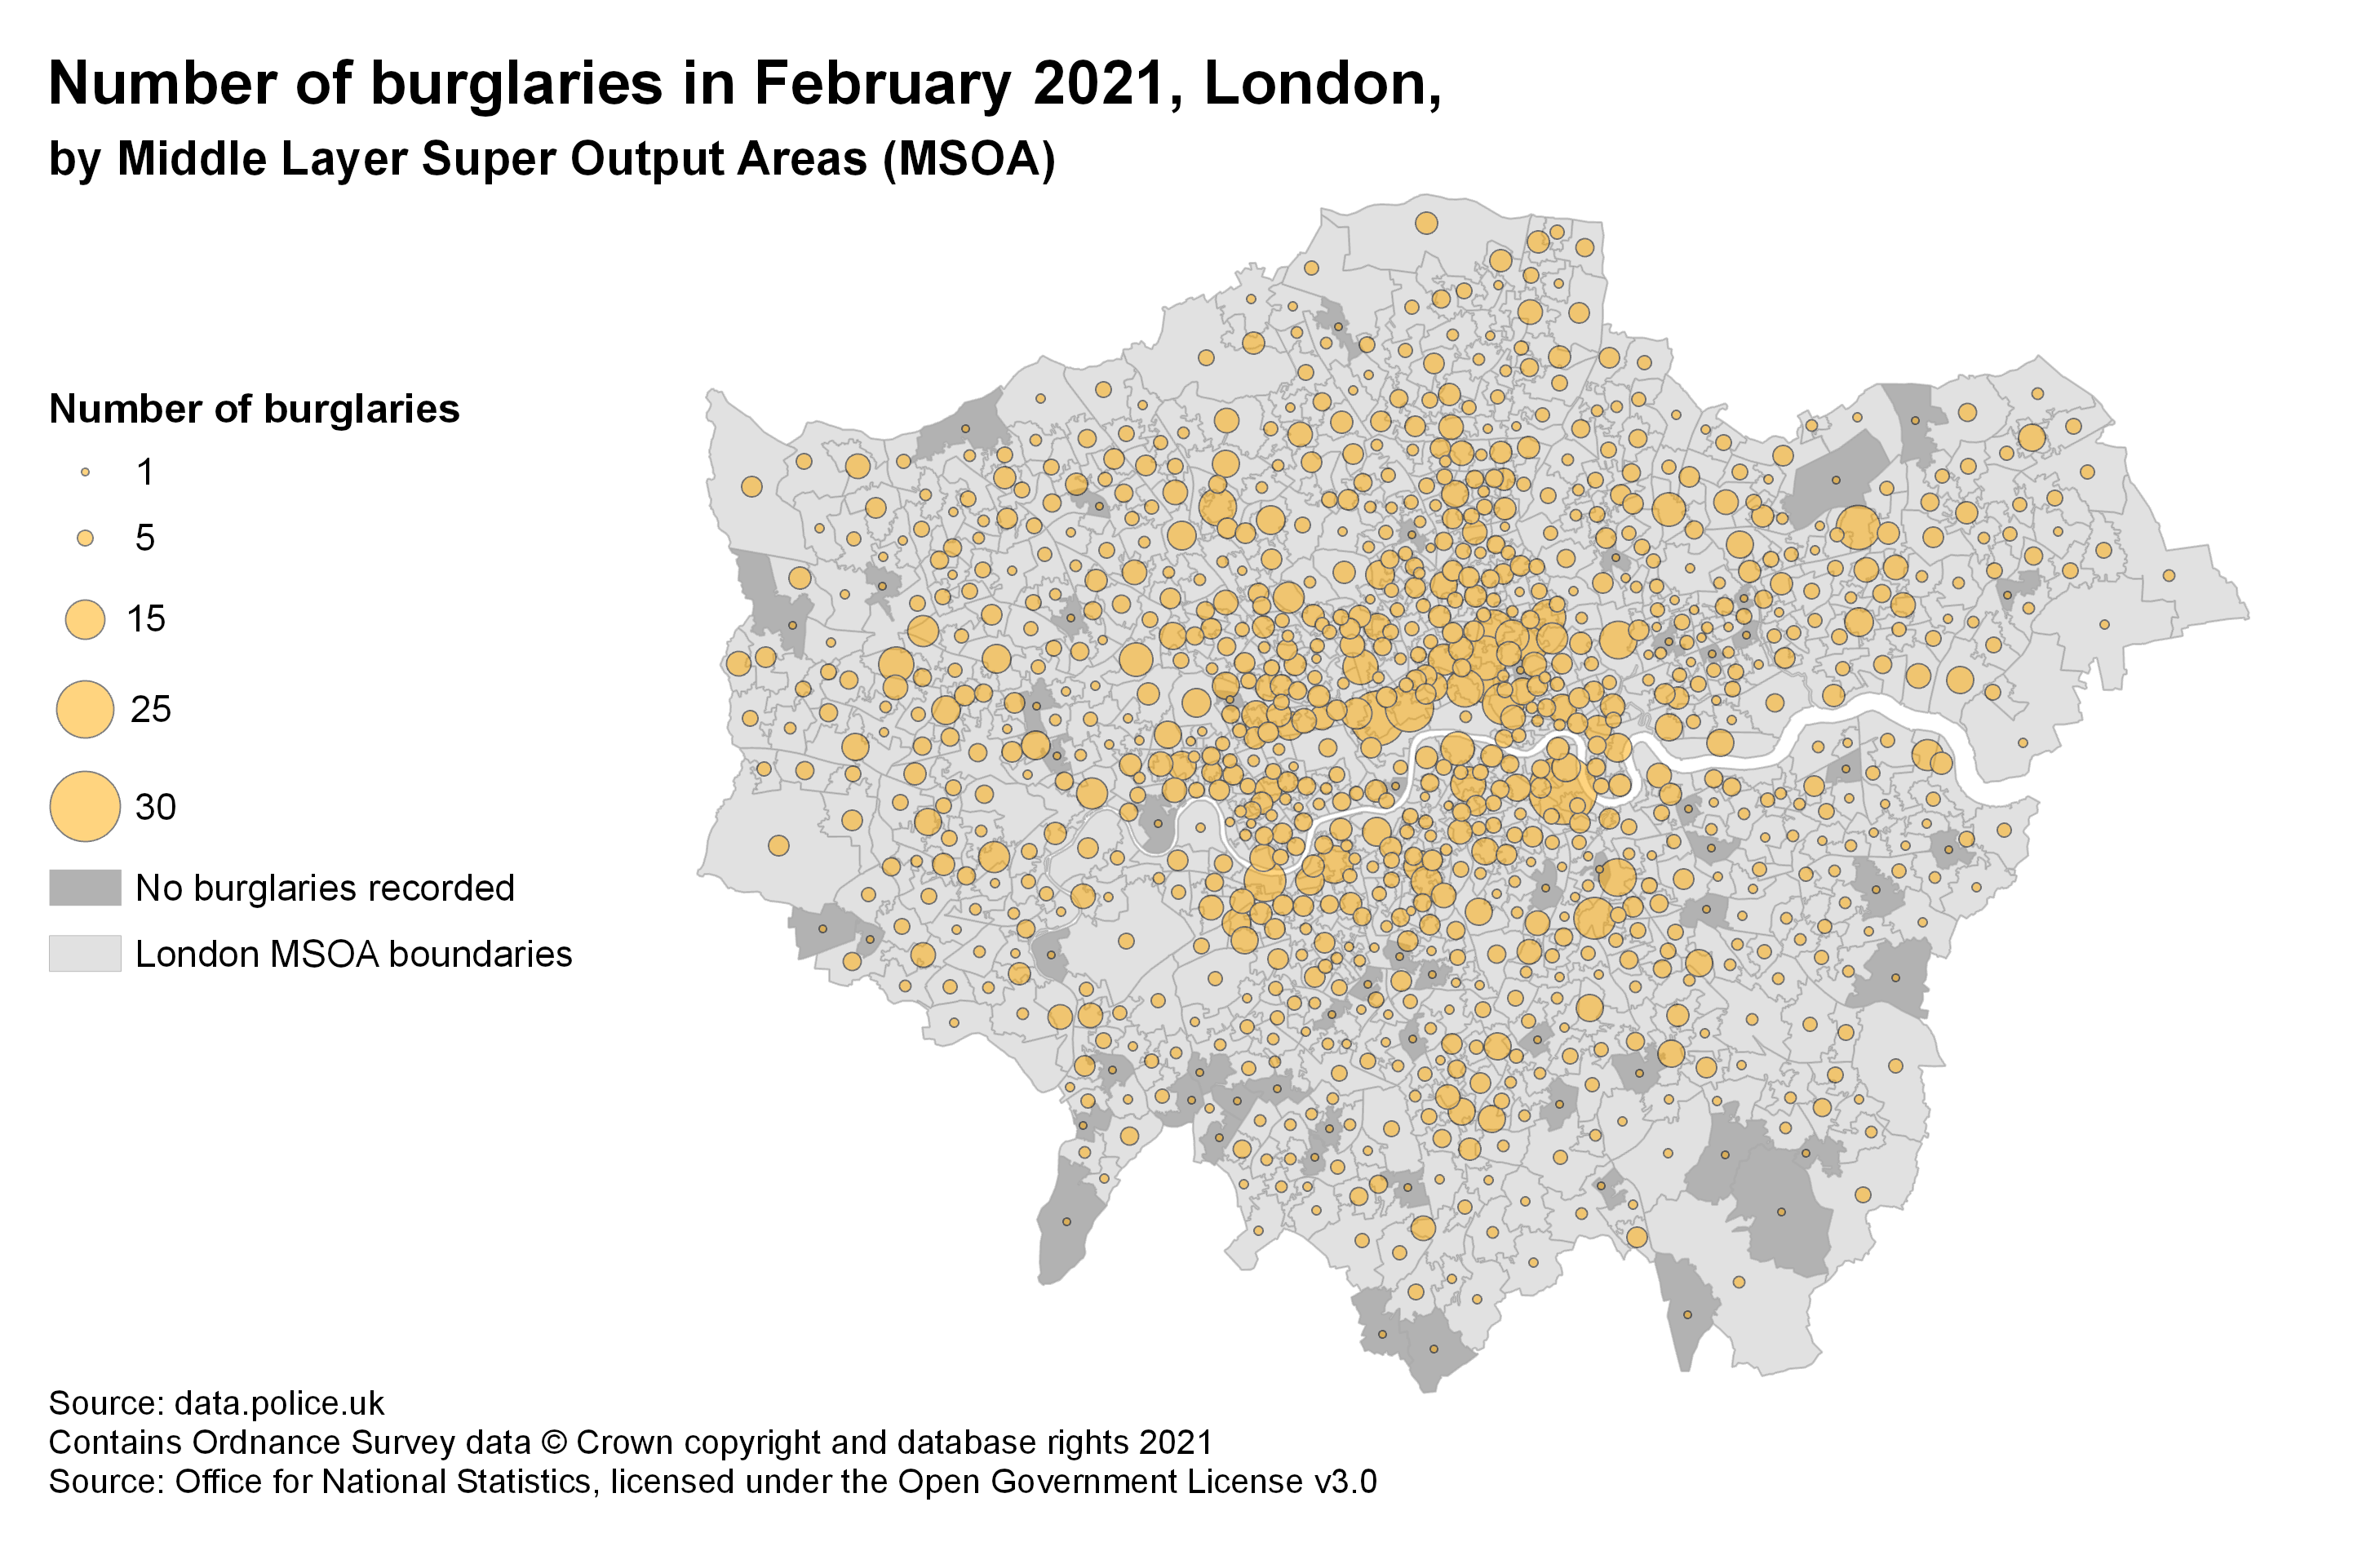 Number of burglaries in February 2021, London,
by Middle Layer Super Output Areas (MSOA)
Number of burglaries
1
5
15
25
30
No burglaries recorded
London MSOA boundaries
Source: data.police.uk
Contains Ordnance Survey data © Crown copyright and database rights 2021
Source: Office for National Statistics, licensed under the Open Government License v3.0